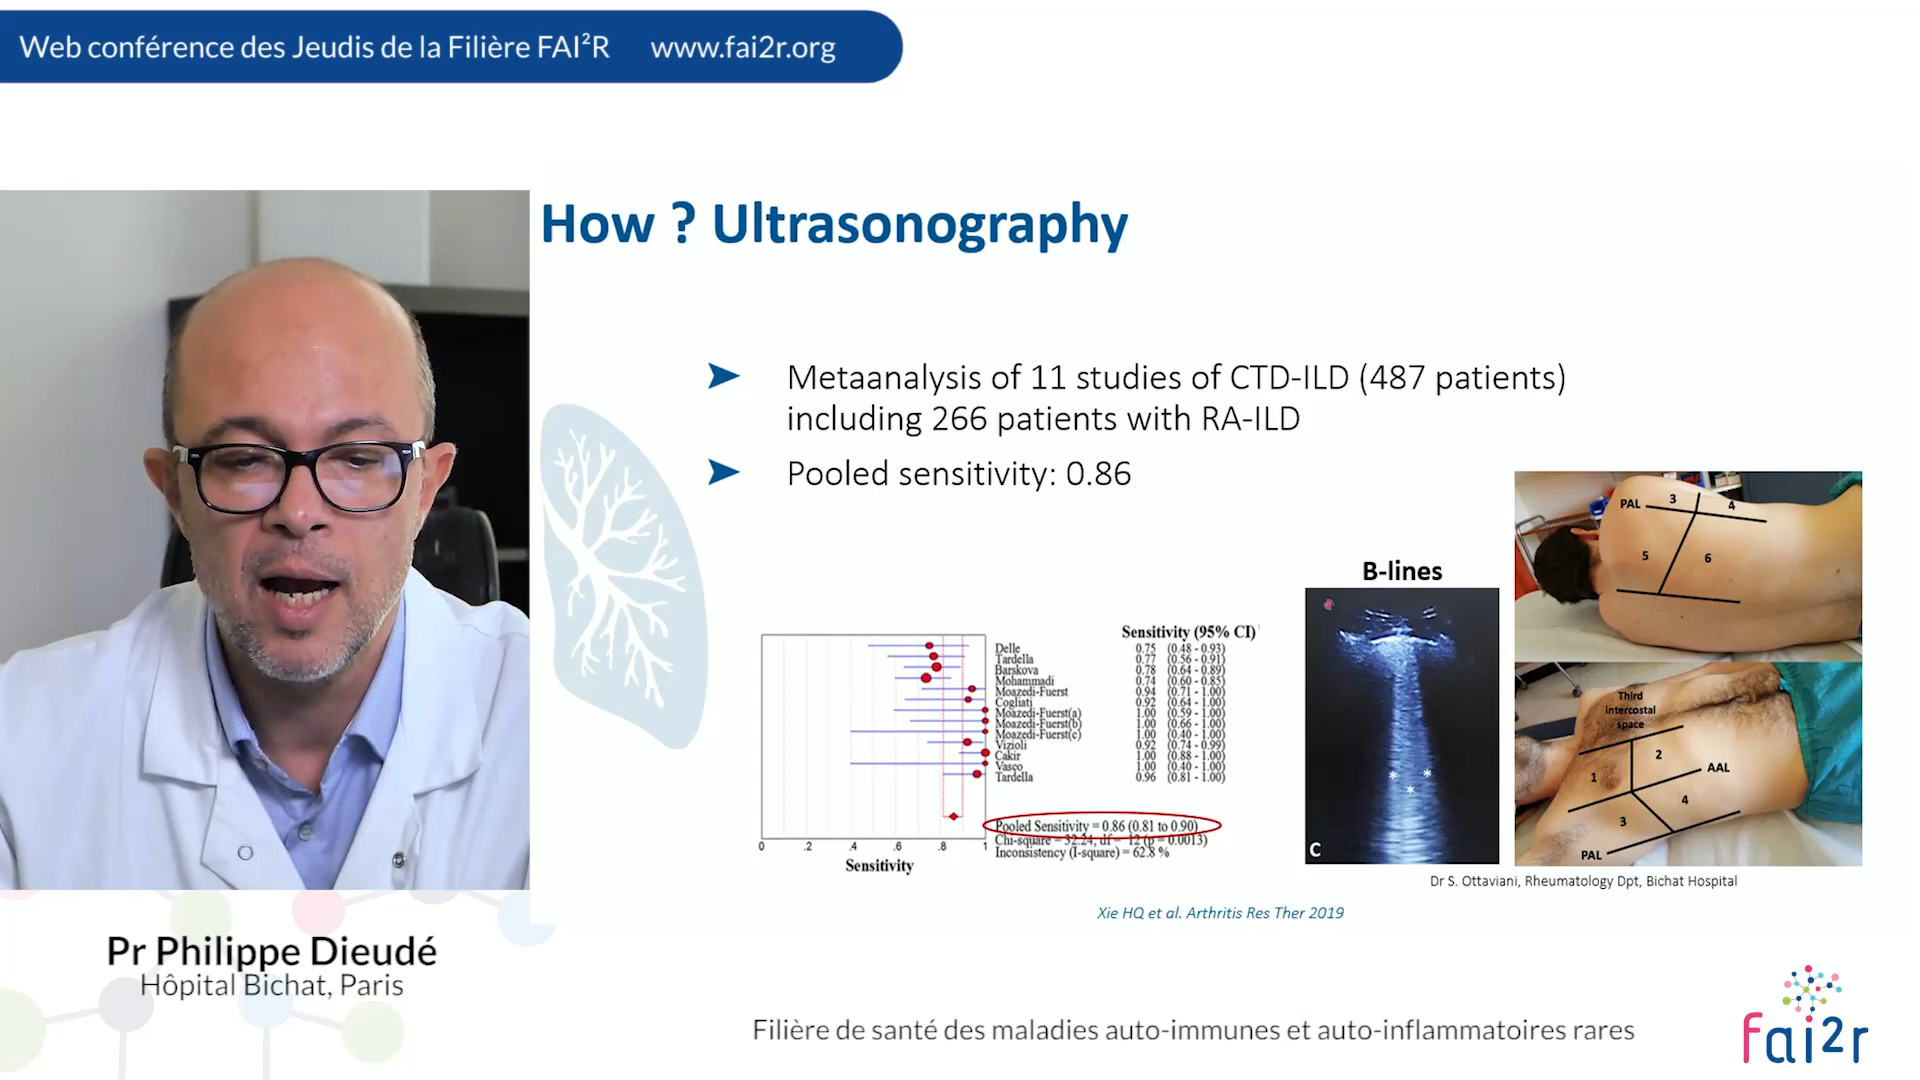 Web conférence des Jeudis de la Filière FAI²R www.fai2r.org
How ? Ultrasonography
Metaanalysis of 11 studies of CTD-ILD (487 patients)
including 266 patients with RA-ILD
Pooled sensitivity: 0.86
Sensitivity (95% CI)
Delle 0.75 (0.48 - 0.93)
Tardella 0.77 (0.56 - 0.91)
Barskova 0.78 (0.64 - 0.89)
Mohammadi 0.74 (0.60 - 0.85)
Moazedi-Fuerst 0.94 (0.71 - 1.00)
Cogliati 0.92 (0.64 - 1.00)
Moazedi-Fuerst(a) 1.00 (0.59 - 1.00)
Moazedi-Fuerst(b) 1.00 (0.66 - 1.00)
Moazedi-Fuerst(c) 1.00 (0.40 - 1.00)
Vizioli 0.92 (0.74 - 0.99)
Cakir 1.00 (0.88 - 1.00)
Vasco 1.00 (0.40 - 1.00)
Tardella 0.96 (0.81 - 1.00)
Pooled Sensitivity = 0.86 (0.81 to 0.90)
Chi-square = 32.24, df = 12 (p = 0.0013)
Inconsistency (I-square) = 62.8 %
0 .2 .4 .6 .8 1
Sensitivity
B-lines
C
PAL 3 4
5 6
Third
intercostal
space
1 2
AAL
3 4
PAL
Dr S. Ottaviani, Rheumatology Dpt, Bichat Hospital
Xie HQ et al. Arthritis Res Ther 2019
Pr Philippe Dieudé
Hôpital Bichat, Paris
Filière de santé des maladies auto-immunes et auto-inflammatoires rares
fai2r